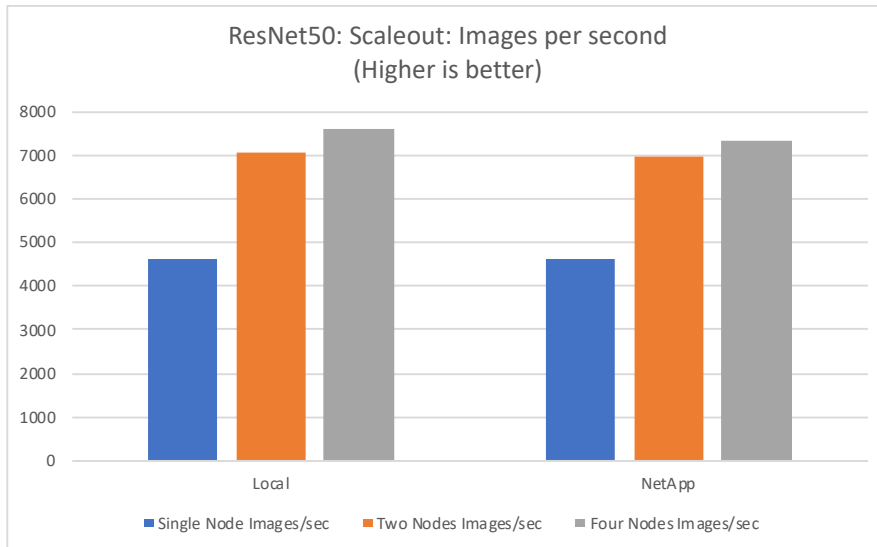 ResNet50: Scaleout: Images per second
(Higher is better)
8000
7000
6000
5000
4000
3000
2000
1000
0
Local
NetApp
Single Node Images/sec
Two Nodes Images/sec
Four Nodes Images/sec